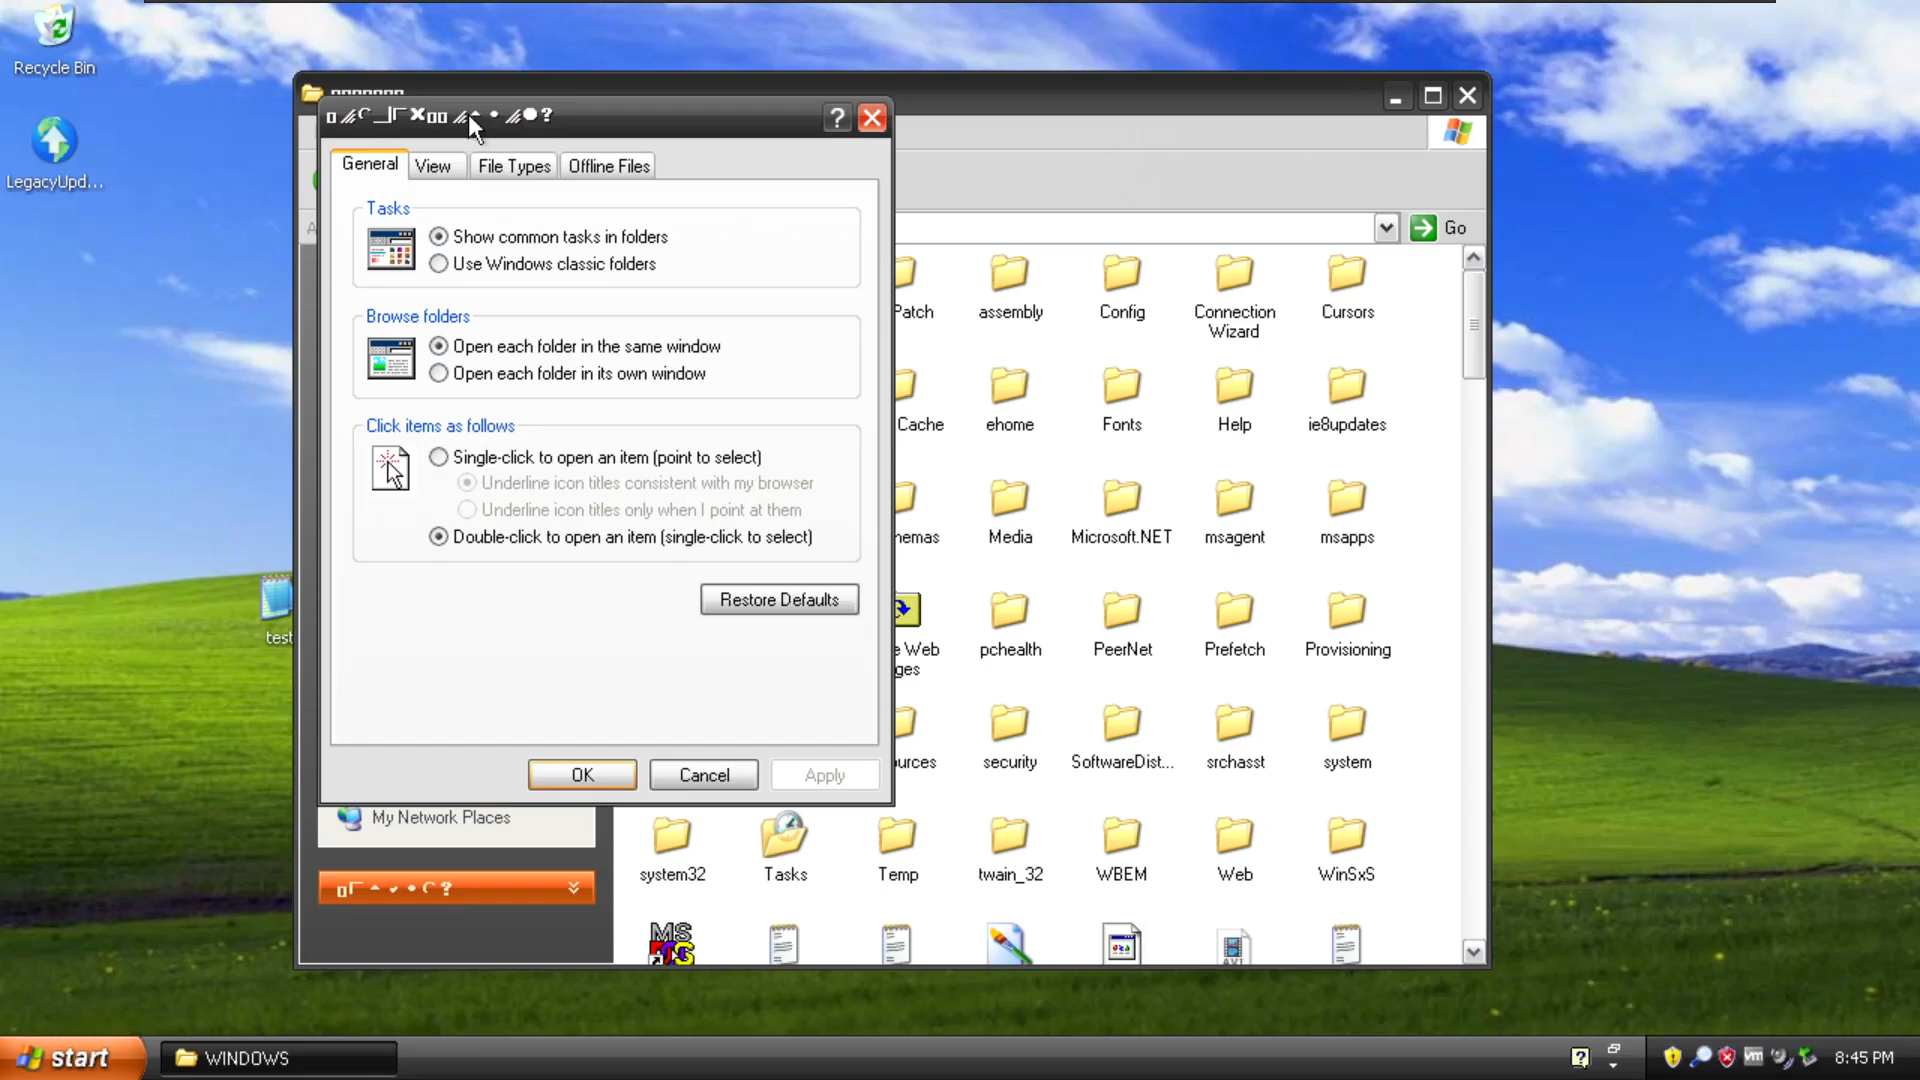 Recycle Bin
LegacyUpd...
test
General
View
File Types
Offline Files
Tasks
Show common tasks in folders
Use Windows classic folders
Browse folders
Open each folder in the same window
Open each folder in its own window
Click items as follows
Single-click to open an item (point to select)
Underline icon titles consistent with my browser
Underline icon titles only when I point at them
Double-click to open an item (single-click to select)
Restore Defaults
OK
Cancel
Apply
My Network Places
Go
Patch
assembly
Config
Connection
Wizard
Cursors
Cache
ehome
Fonts
Help
ie8updates
Media
Microsoft.NET
msagent
msapps
Web
pchealth
PeerNet
Prefetch
Provisioning
security
SoftwareDist...
srchasst
system
system32
Tasks
Temp
twain_32
WBEM
Web
WinSxS
MS
AVI
start
WINDOWS
vm
8:45 PM